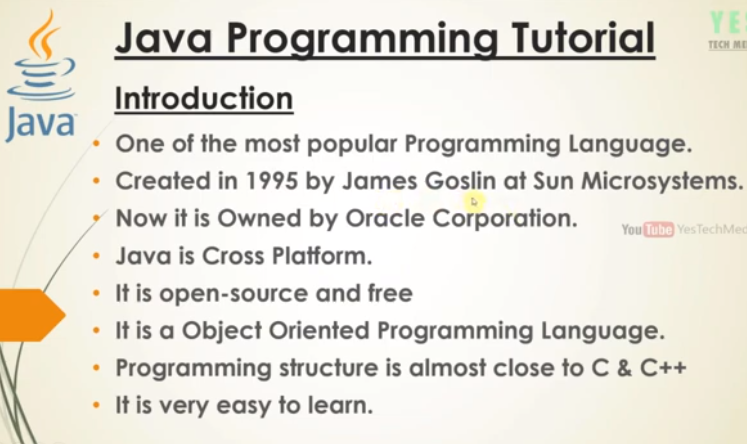 Java Programming Tutorial
YES
TECH ME
Java
Introduction
One of the most popular Programming Language.
Created in 1995 by James Goslin at Sun Microsystems.
Now it is Owned by Oracle Corporation.
YouTube YesTechMed
Java is Cross Platform.
It is open-source and free
It is a Object Oriented Programming Language.
Programming structure is almost close to C & C++
It is very easy to learn.